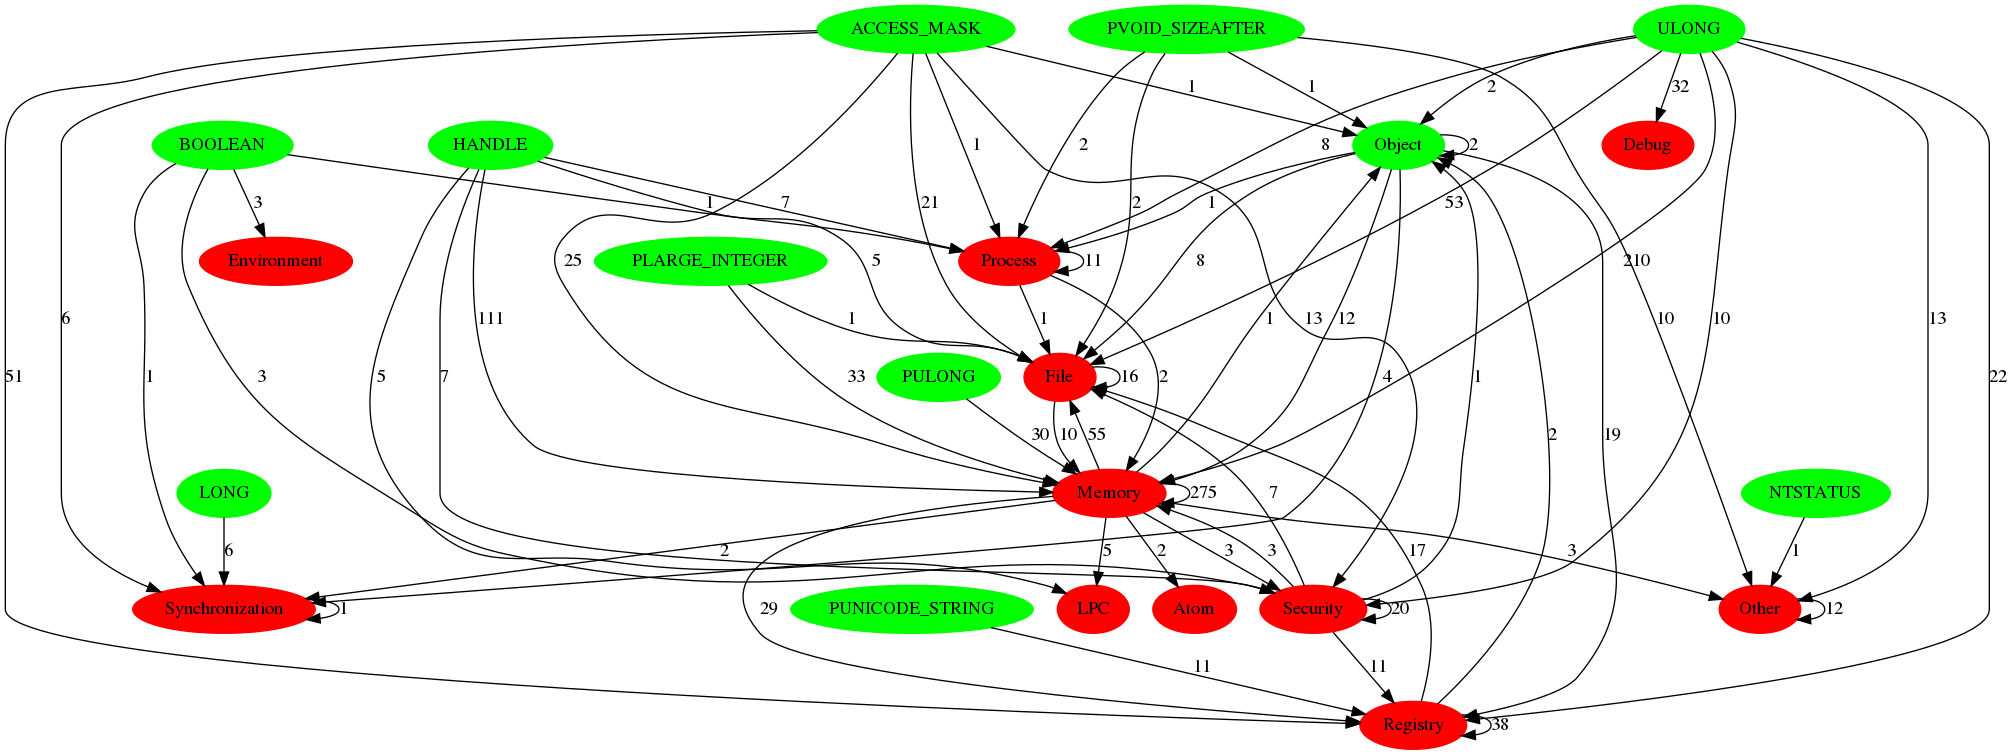 ACCESS_MASK PVOID_SIZEAFTER ULONG
1 1 2 32
BOOLEAN HANDLE Object 2 Debug
1 2 8
3 1 7 21 2 1 53
Environment PLARGE_INTEGER Process 11
25 5 8 210
6 1 1 1 12 13 10 10 13
51 1 3 5 7 111 33 PULONG File 16 2 4 1 22
30 10 55 2 19
LONG Memory 275 NTSTATUS
7
6 2 5 2 3 3 17 3 1
Synchronization 1 29 PUNICODE_STRING LPC Atom Security 20 Other 12
11 11
Registry 38